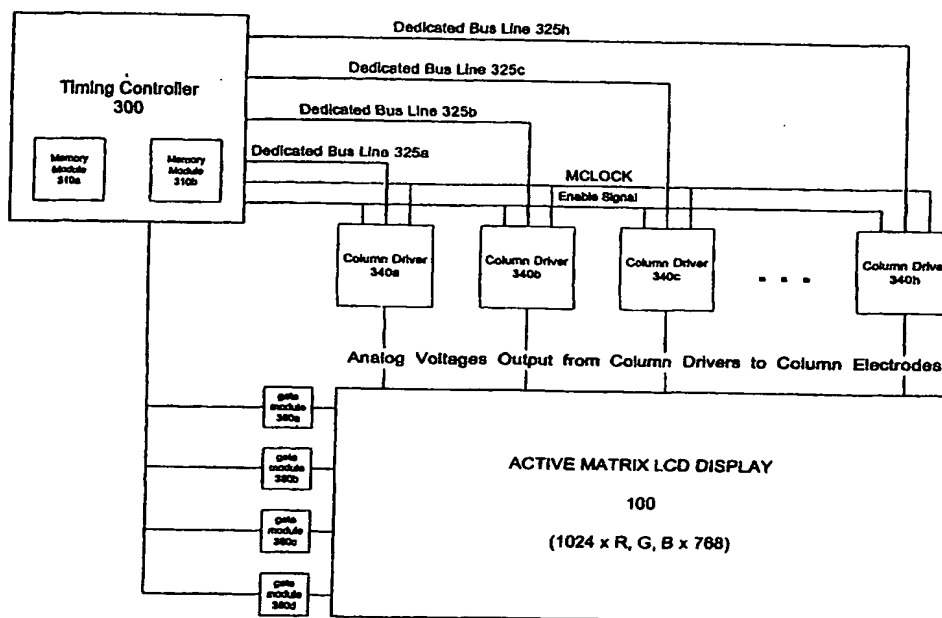 Dedicated Bus Line 325h
Timing Controller
300
Dedicated Bus Line 325c
Dedicated Bus Line 325b
Memory
Module
310a
Memory
Module
310b
Dedicated Bus Line 325a
MCLOCK
Enable Signal
Column Driver
340a
Column Driver
340b
Column Driver
340c
. . .
Column Drive
340h
Analog Voltages Output from Column Drivers to Column Electrodes
gate
module
380a
gate
module
380b
gate
module
380c
gate
module
380d
ACTIVE MATRIX LCD DISPLAY
100
(1024 x R, G, B x 768)